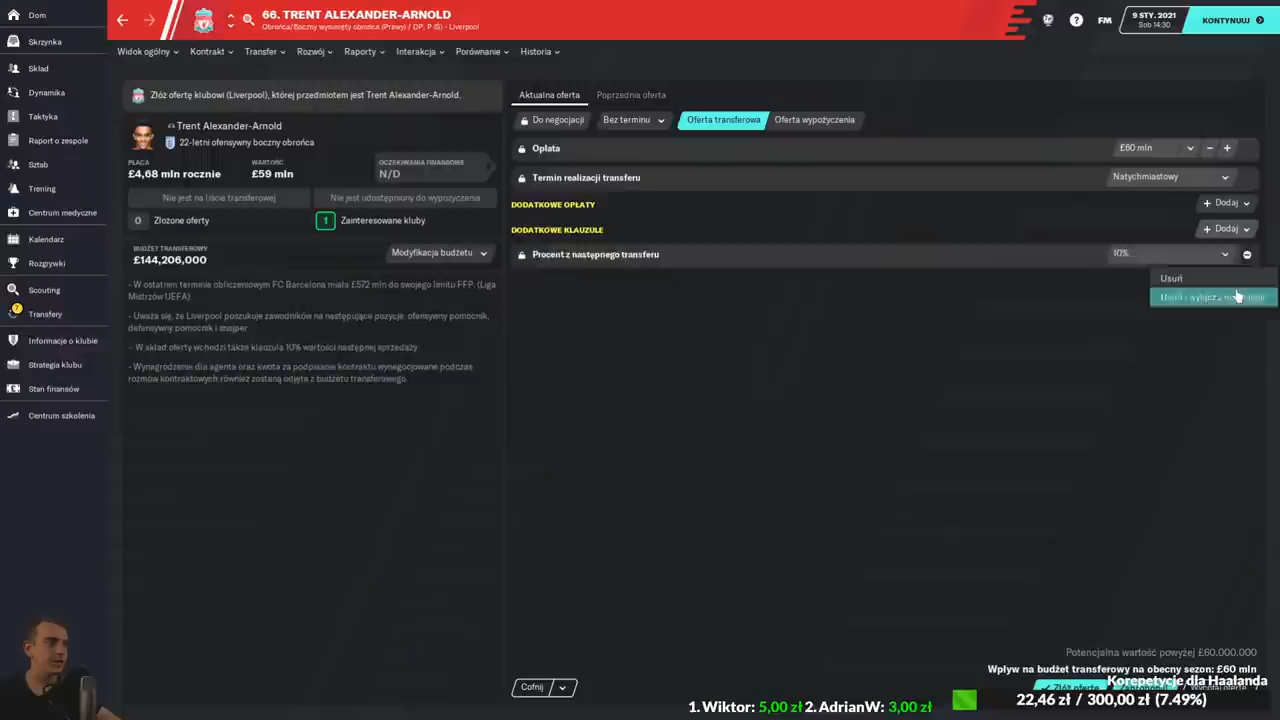 Dom
66. TRENT ALEXANDER-ARNOLD
Obrońca/Boczny wysunięty obrońca (Prawy) / DP, P (Ś) - Liverpool
FM
9 STY. 2021
Sob 14:30
KONTYNUUJ
Skrzynka
Skład
Dynamika
Taktyka
Raport o zespole
Sztab
Trening
Centrum medyczne
Kalendarz
Rozgrywki
Scouting
7
Transfery
Informacje o klubie
Strategia klubu
Stan finansów
Centrum szkolenia
Widok ogólny
Kontrakt
Transfer
Rozwój
Raporty
Interakcja
Porównanie
Historia
Złóż ofertę klubowi (Liverpool), której przedmiotem jest Trent Alexander-Arnold.
Trent Alexander-Arnold
22-letni ofensywny boczny obrońca
PŁACA
£4,68 mln rocznie
WARTOŚĆ
£59 mln
OCZEKIWANIA FINANSOWE
N/D
Nie jest na liście transferowej
Nie jest udostępniony do wypożyczenia
0 Złożone oferty
1 Zainteresowane kluby
BUDŻET TRANSFEROWY
£144,206,000
Modyfikacja budżetu
- W ostatnim terminie obliczeniowym FC Barcelona miała £572 mln do swojego limitu FFP. (Liga
Mistrzów UEFA)
- Uważa się, że Liverpool poszukuje zawodników na następujące pozycje: ofensywny pomocnik,
defensywny pomocnik i snajper
- W skład oferty wchodzi także klauzula 10% wartości następnej sprzedaży
- Wynagrodzenie dla agenta oraz kwota za podpisanie kontraktu wynegocjowane podczas
rozmów kontraktowych również zostaną odjęte z budżetu transferowego.
Aktualna oferta
Poprzednia oferta
Do negocjacji
Bez terminu
Oferta transferowa
Oferta wypożyczenia
Opłata
£60 mln
Termin realizacji transferu
Natychmiastowy
DODATKOWE OPŁATY
+ Dodaj
DODATKOWE KLAUZULE
+ Dodaj
Procent z następnego transferu
10%
Usuń
Potencjalna wartość powyżej £60.000.000
Wpływ na budżet transferowy na obecny sezon: £60 mln
Cofnij
Złóż ofertę
Korepetycje dla Haalanda
1. Wiktor: 5,00 zł 2. AdrianW: 3,00 zł
22,46 zł / 300,00 zł (7.49%)